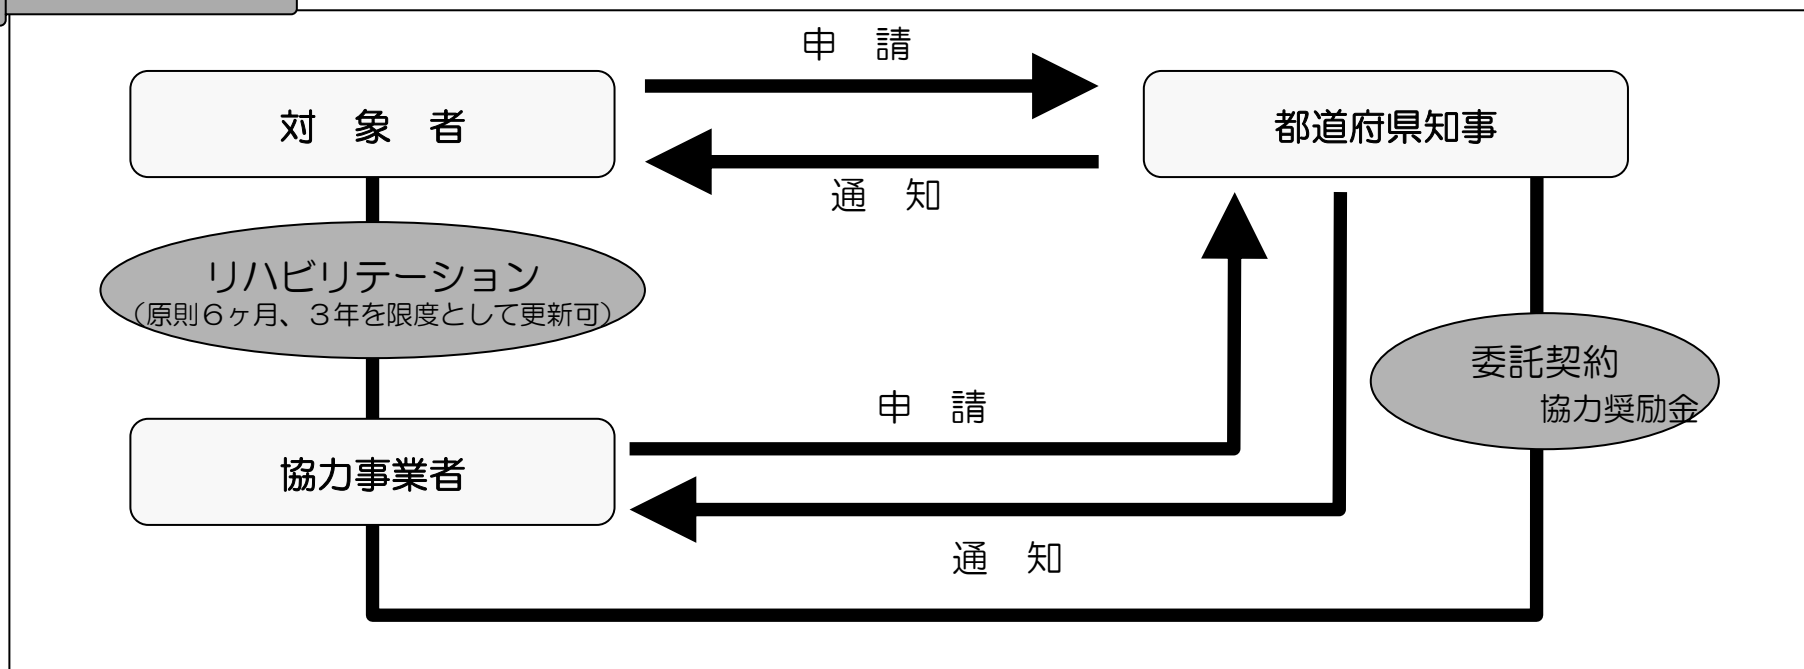 申　請
対　象　者
都道府県知事
通　知
リハビリテーション
（原則６ヶ月、３年を限度として更新可）
委託契約
協力奨励金
申　請
協力事業者
通　知